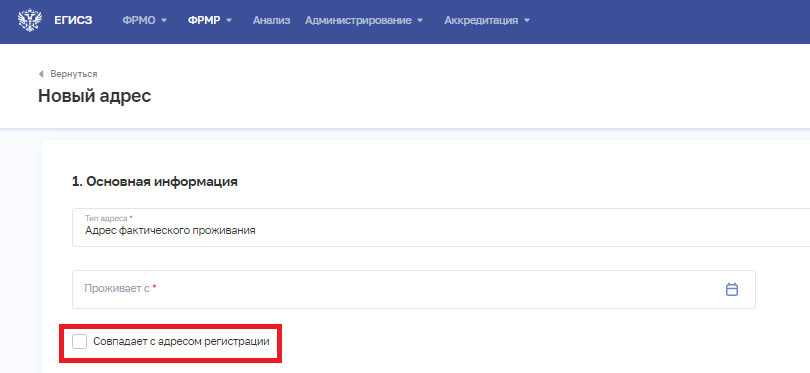 ЕГИСЗ ФРМО ФРМР Анализ Администрирование Аккредитация
Вернуться
Новый адрес
1. Основная информация
Тип адреса *
Адрес фактического проживания
Проживает с *
Совпадает с адресом регистрации